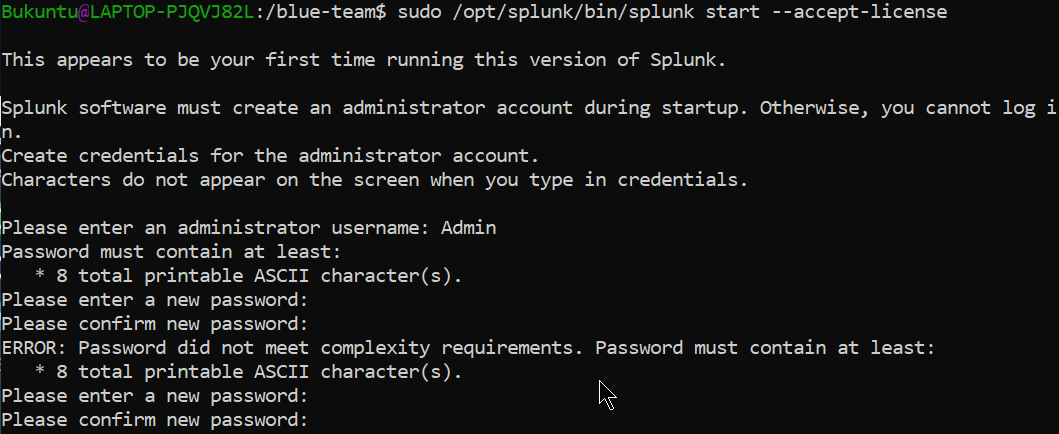 Bukuntu@LAPTOP-PJQVJ82L:/blue-team$ sudo /opt/splunk/bin/splunk start --accept-license
This appears to be your first time running this version of Splunk.
Splunk software must create an administrator account during startup. Otherwise, you cannot log i
n.
Create credentials for the administrator account.
Characters do not appear on the screen when you type in credentials.
Please enter an administrator username: Admin
Password must contain at least:
   * 8 total printable ASCII character(s).
Please enter a new password:
Please confirm new password:
ERROR: Password did not meet complexity requirements. Password must contain at least:
   * 8 total printable ASCII character(s).
Please enter a new password:
Please confirm new password: